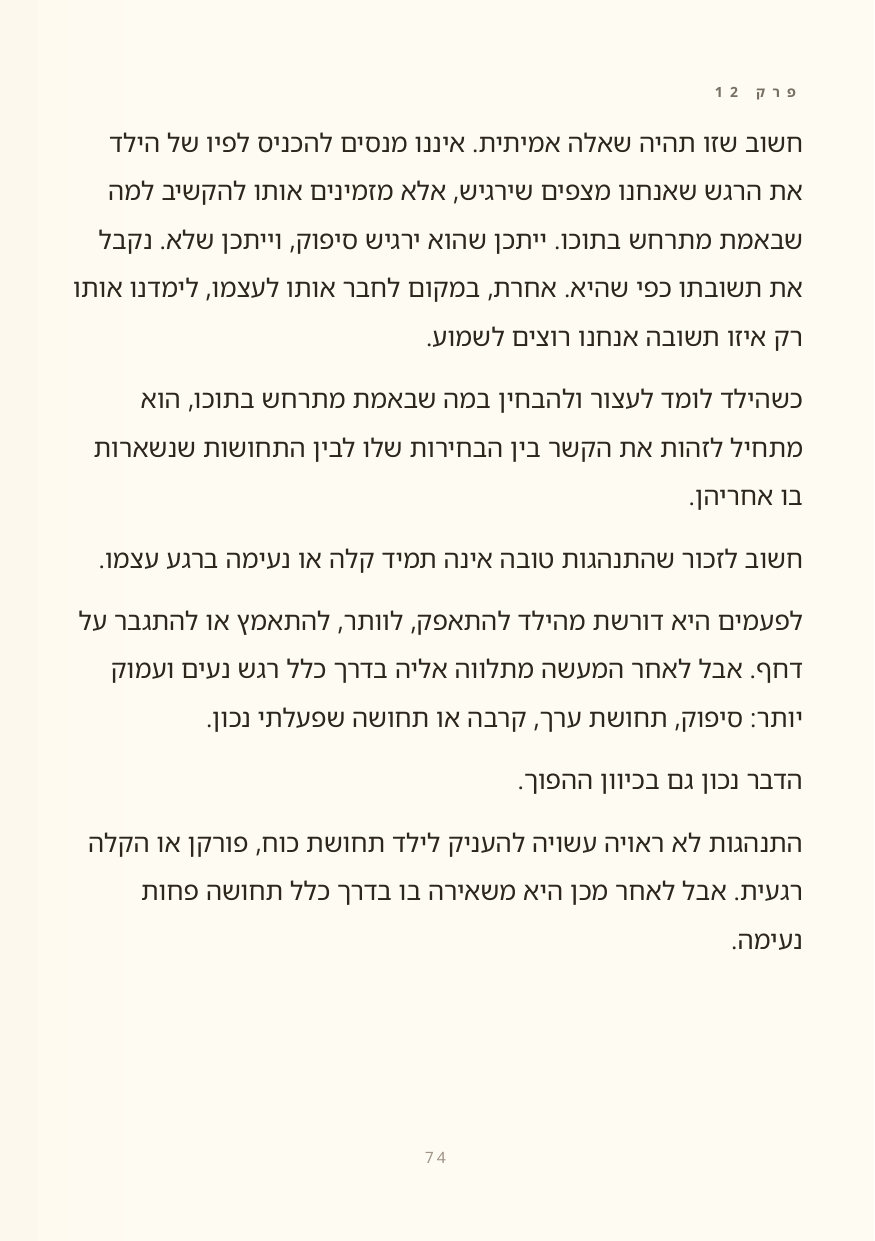 פרק 12
חשוב שזו תהיה שאלה אמיתית. איננו מנסים להכניס לפיו של הילד
את הרגש שאנחנו מצפים שירגיש, אלא מזמינים אותו להקשיב למה
שבאמת מתרחש בתוכו. ייתכן שהוא ירגיש סיפוק, וייתכן שלא. נקבל
את תשובתו כפי שהיא. אחרת, במקום לחבר אותו לעצמו, לימדנו אותו
רק איזו תשובה אנחנו רוצים לשמוע.
כשהילד לומד לעצור ולהבחין במה שבאמת מתרחש בתוכו, הוא
מתחיל לזהות את הקשר בין הבחירות שלו לבין התחושות שנשארות
בו אחריהן.
חשוב לזכור שהתנהגות טובה אינה תמיד קלה או נעימה ברגע עצמו.
לפעמים היא דורשת מהילד להתאפק, לוותר, להתאמץ או להתגבר על
דחף. אבל לאחר המעשה מתלווה אליה בדרך כלל רגש נעים ועמוק
יותר: סיפוק, תחושת ערך, קרבה או תחושה שפעלתי נכון.
הדבר נכון גם בכיוון ההפוך.
התנהגות לא ראויה עשויה להעניק לילד תחושת כוח, פורקן או הקלה
רגעית. אבל לאחר מכן היא משאירה בו בדרך כלל תחושה פחות
נעימה.
74